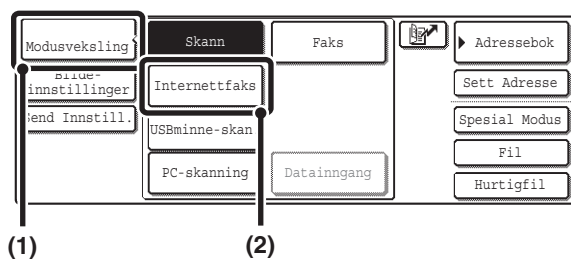 Modusveksling
Skann
Faks
Adressebok
Bilde-
innstillinger
Internettfaks
Sett Adresse
Send Innstill.
USBminne-skan
Spesial Modus
Fil
PC-skanning
Datainngang
Hurtigfil
(1)
(2)